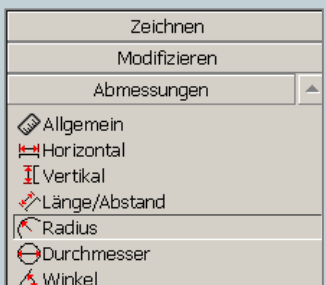 Zeichnen
Modifizieren
Abmessungen
Allgemein
Horizontal
Vertikal
Länge/Abstand
Radius
Durchmesser
Winkel